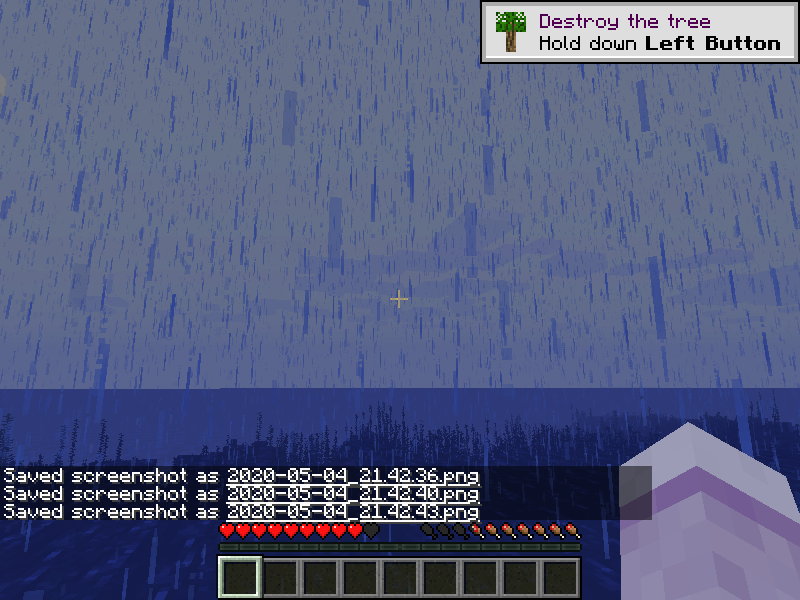 Destroy the tree
Hold down Left Button
Saved screenshot as 2020-05-04_21.42.36.png
Saved screenshot as 2020-05-04_21.42.40.png
Saved screenshot as 2020-05-04_21.42.43.png